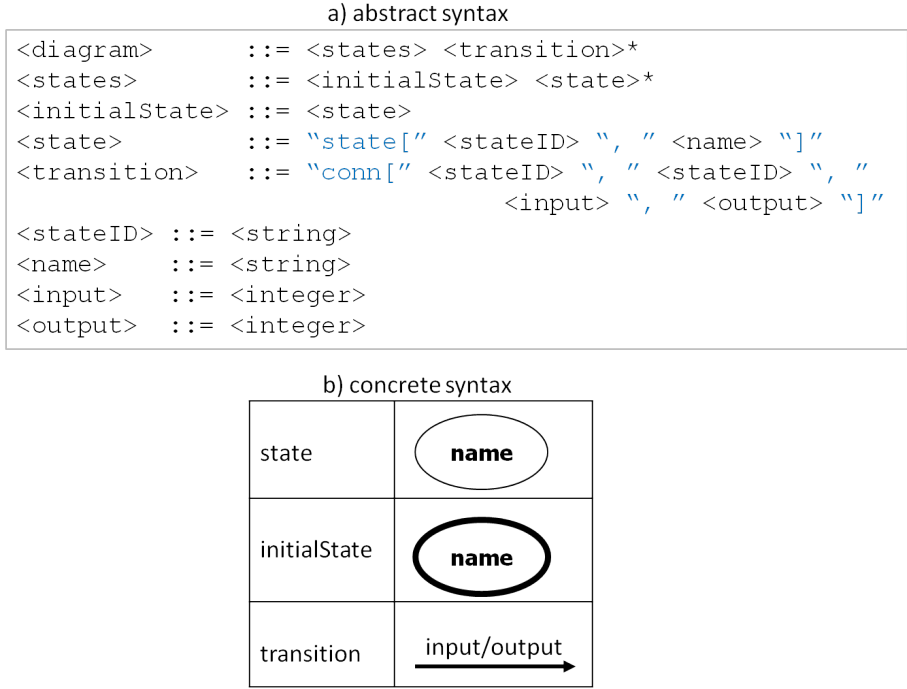 a) abstract syntax
<diagram> ::= <states> <transition>*
<states> ::= <initialState> <state>*
<initialState> ::= <state>
<state> ::= “state[” <stateID> “, ” <name> “]”
<transition> ::= “conn[” <stateID> “, ” <stateID> “, ”
<input> “, ” <output> “]”
<stateID> ::= <string>
<name> ::= <string>
<input> ::= <integer>
<output> ::= <integer>
b) concrete syntax
state
name
initialState
name
transition
input/output